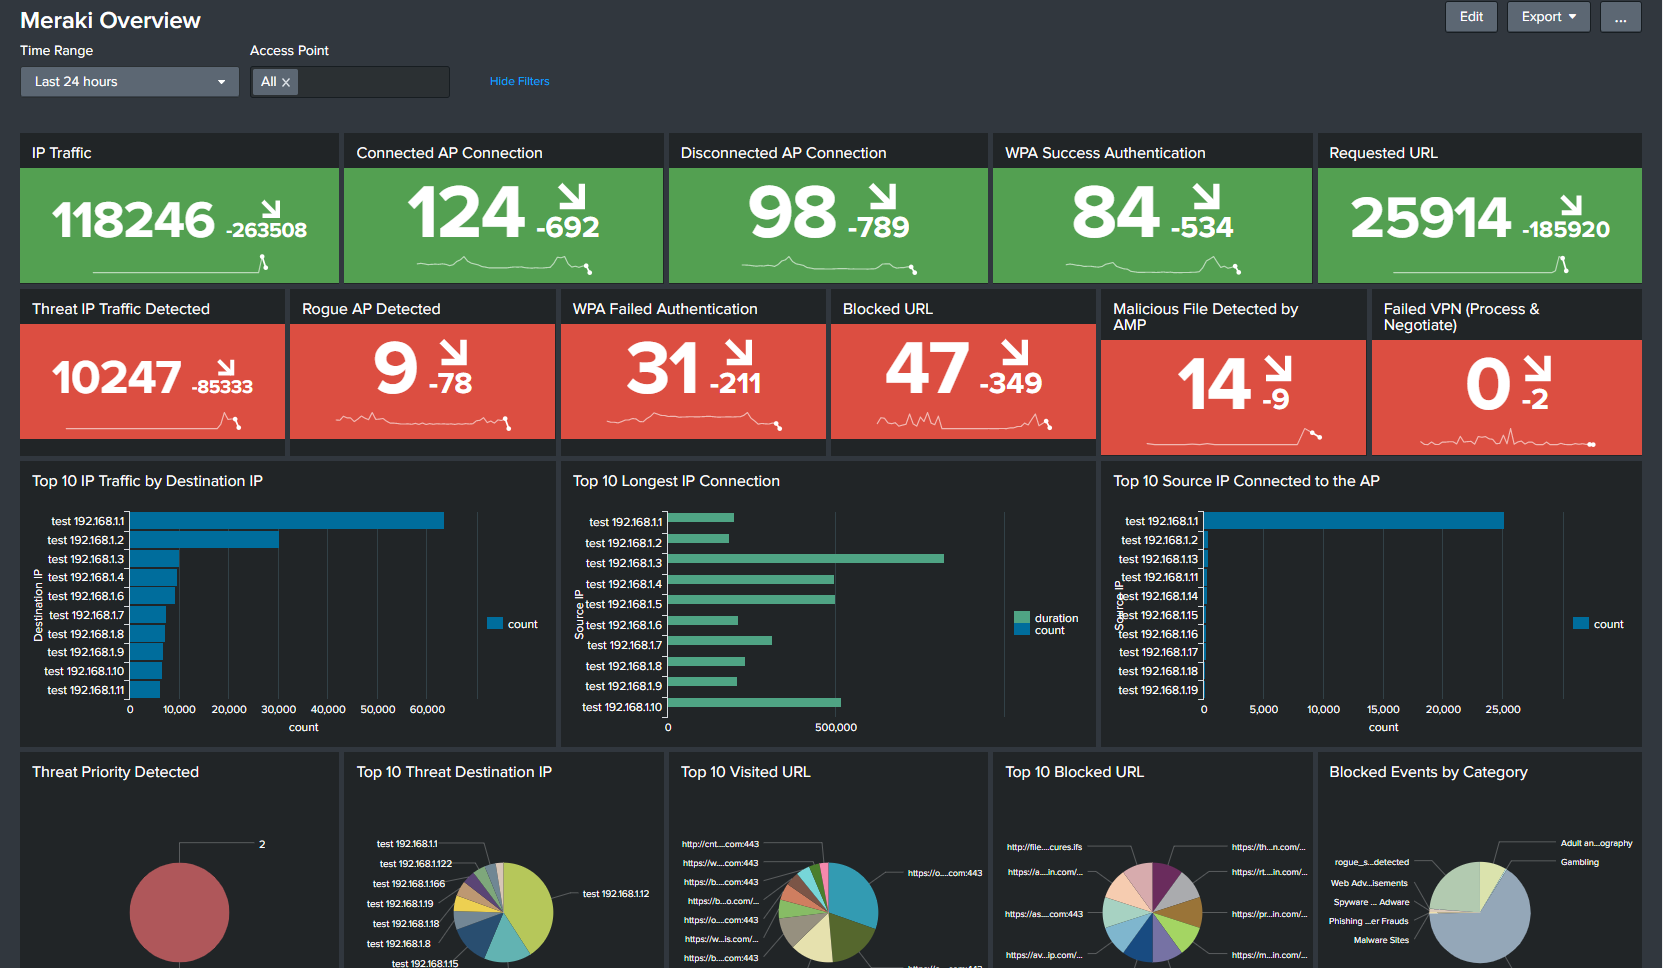 Meraki Overview
Edit
Export
...
Time Range
Access Point
Last 24 hours
All ×
Hide Filters
IP Traffic
118246 -263508
Connected AP Connection
124 -692
Disconnected AP Connection
98 -789
WPA Success Authentication
84 -534
Requested URL
25914 -185920
Threat IP Traffic Detected
10247 -85333
Rogue AP Detected
9 -78
WPA Failed Authentication
31 -211
Blocked URL
47 -349
Malicious File Detected by
AMP
14 -9
Failed VPN (Process &
Negotiate)
0 -2
Top 10 IP Traffic by Destination IP
Destination IP
test 192.168.1.1
test 192.168.1.2
test 192.168.1.3
test 192.168.1.4
test 192.168.1.6
test 192.168.1.7
test 192.168.1.8
test 192.168.1.9
test 192.168.1.10
test 192.168.1.11
0 10,000 20,000 30,000 40,000 50,000 60,000
count
count
Top 10 Longest IP Connection
Source IP
test 192.168.1.1
test 192.168.1.2
test 192.168.1.3
test 192.168.1.4
test 192.168.1.5
test 192.168.1.6
test 192.168.1.7
test 192.168.1.8
test 192.168.1.9
test 192.168.1.10
0 500,000
duration
count
Top 10 Source IP Connected to the AP
Source IP
test 192.168.1.1
test 192.168.1.2
test 192.168.1.13
test 192.168.1.11
test 192.168.1.14
test 192.168.1.15
test 192.168.1.16
test 192.168.1.17
test 192.168.1.18
test 192.168.1.19
0 5,000 10,000 15,000 20,000 25,000
count
count
Threat Priority Detected
2
Top 10 Threat Destination IP
test 192.168.1.1
test 192.168.1.122
test 192.168.1.166
test 192.168.1.19
test 192.168.1.18
test 192.168.1.8
test 192.168.1.15
test 192.168.1.12
Top 10 Visited URL
http://cnt....com:443
https://w....com:443
https://b....com:443
https://b...o.com/...
https://o....com:443
https://w...is.com/...
https://b....com:443
https://o....com:443
Top 10 Blocked URL
http://file....cures.ifs
https://a....in.com/...
https://as....com:443
https://av...ip.com/...
https://th...n.com/...
https://rt....in.com/...
https://pr...in.com/...
https://m...in.com/...
Blocked Events by Category
rogue_s...detected
Web Adv...isements
Spyware ... Adware
Phishing ...er Frauds
Malware Sites
Adult an...ography
Gambling